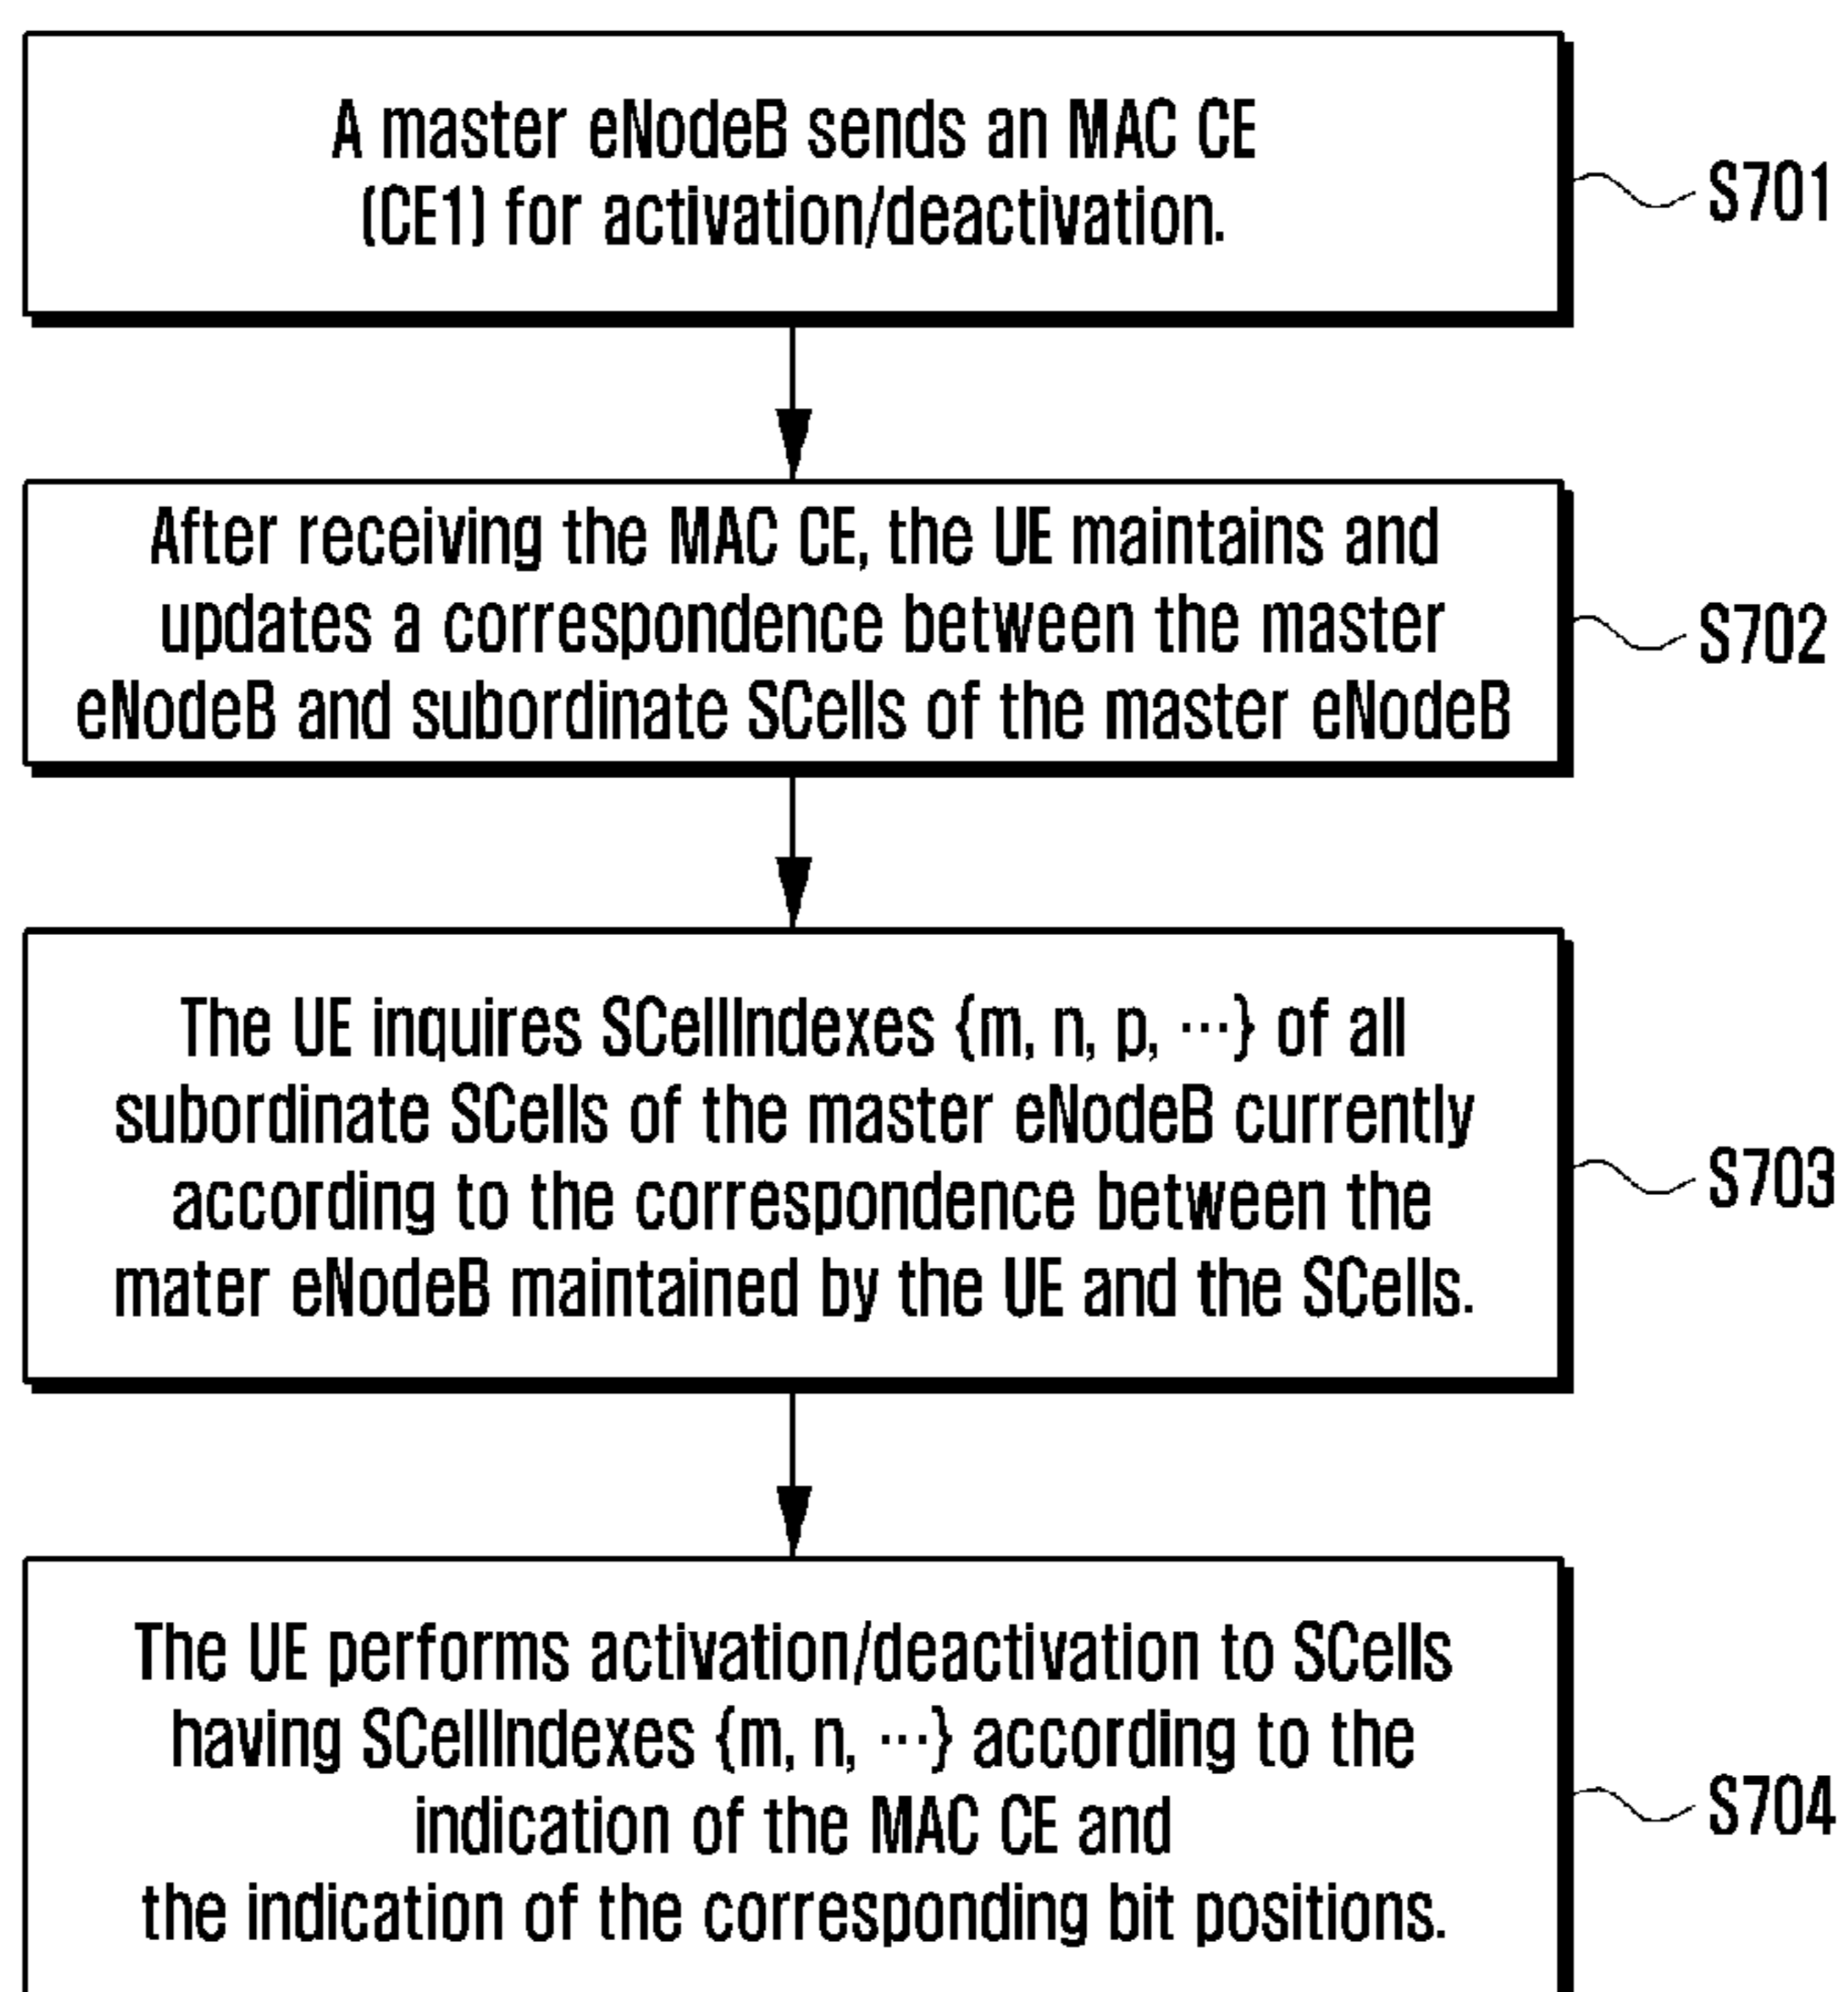 A master eNodeB sends an MAC CE
(CE1) for activation/deactivation.
S701
After receiving the MAC CE, the UE maintains and
updates a correspondence between the master
eNodeB and subordinate SCells of the master eNodeB
S702
The UE inquires SCellIndexes {m, n, p, ···} of all
subordinate SCells of the master eNodeB currently
according to the correspondence between the
mater eNodeB maintained by the UE and the SCells.
S703
The UE performs activation/deactivation to SCells
having SCellIndexes {m, n, ···} according to the
indication of the MAC CE and
the indication of the corresponding bit positions.
S704